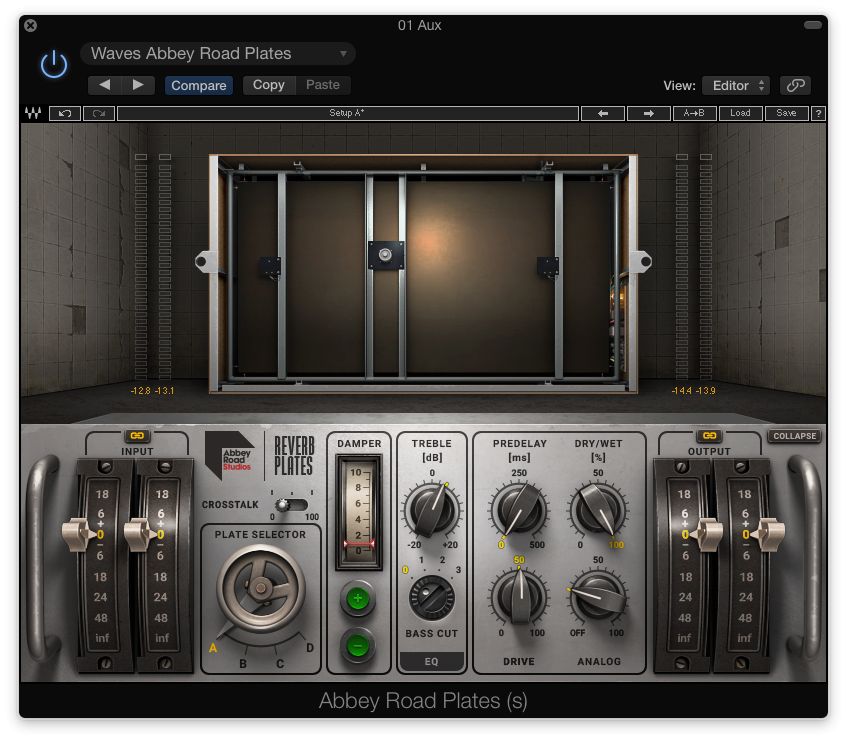 01 Aux
Waves Abbey Road Plates
Compare
Copy
Paste
View:
Editor
Setup A*
A→B
Load
Save
?
-12.8 -13.1
-14.4 -13.9
INPUT
18
6
+
0
–
6
18
24
48
inf
18
6
+
0
–
6
18
24
48
inf
Abbey
Road
Studios
REVERB
PLATES
CROSSTALK
0 100
PLATE SELECTOR
A
B
C
D
DAMPER
10
8
6
4
2
0
+
–
TREBLE
[dB]
0
-20 +20
0 1 2 3
BASS CUT
EQ
PREDELAY
[ms]
250
0 500
DRY/WET
[%]
50
0 100
50
0 100
DRIVE
50
OFF 100
ANALOG
OUTPUT
COLLAPSE
18
6
+
0
–
6
18
24
48
inf
18
6
+
0
–
6
18
24
48
inf
Abbey Road Plates (s)